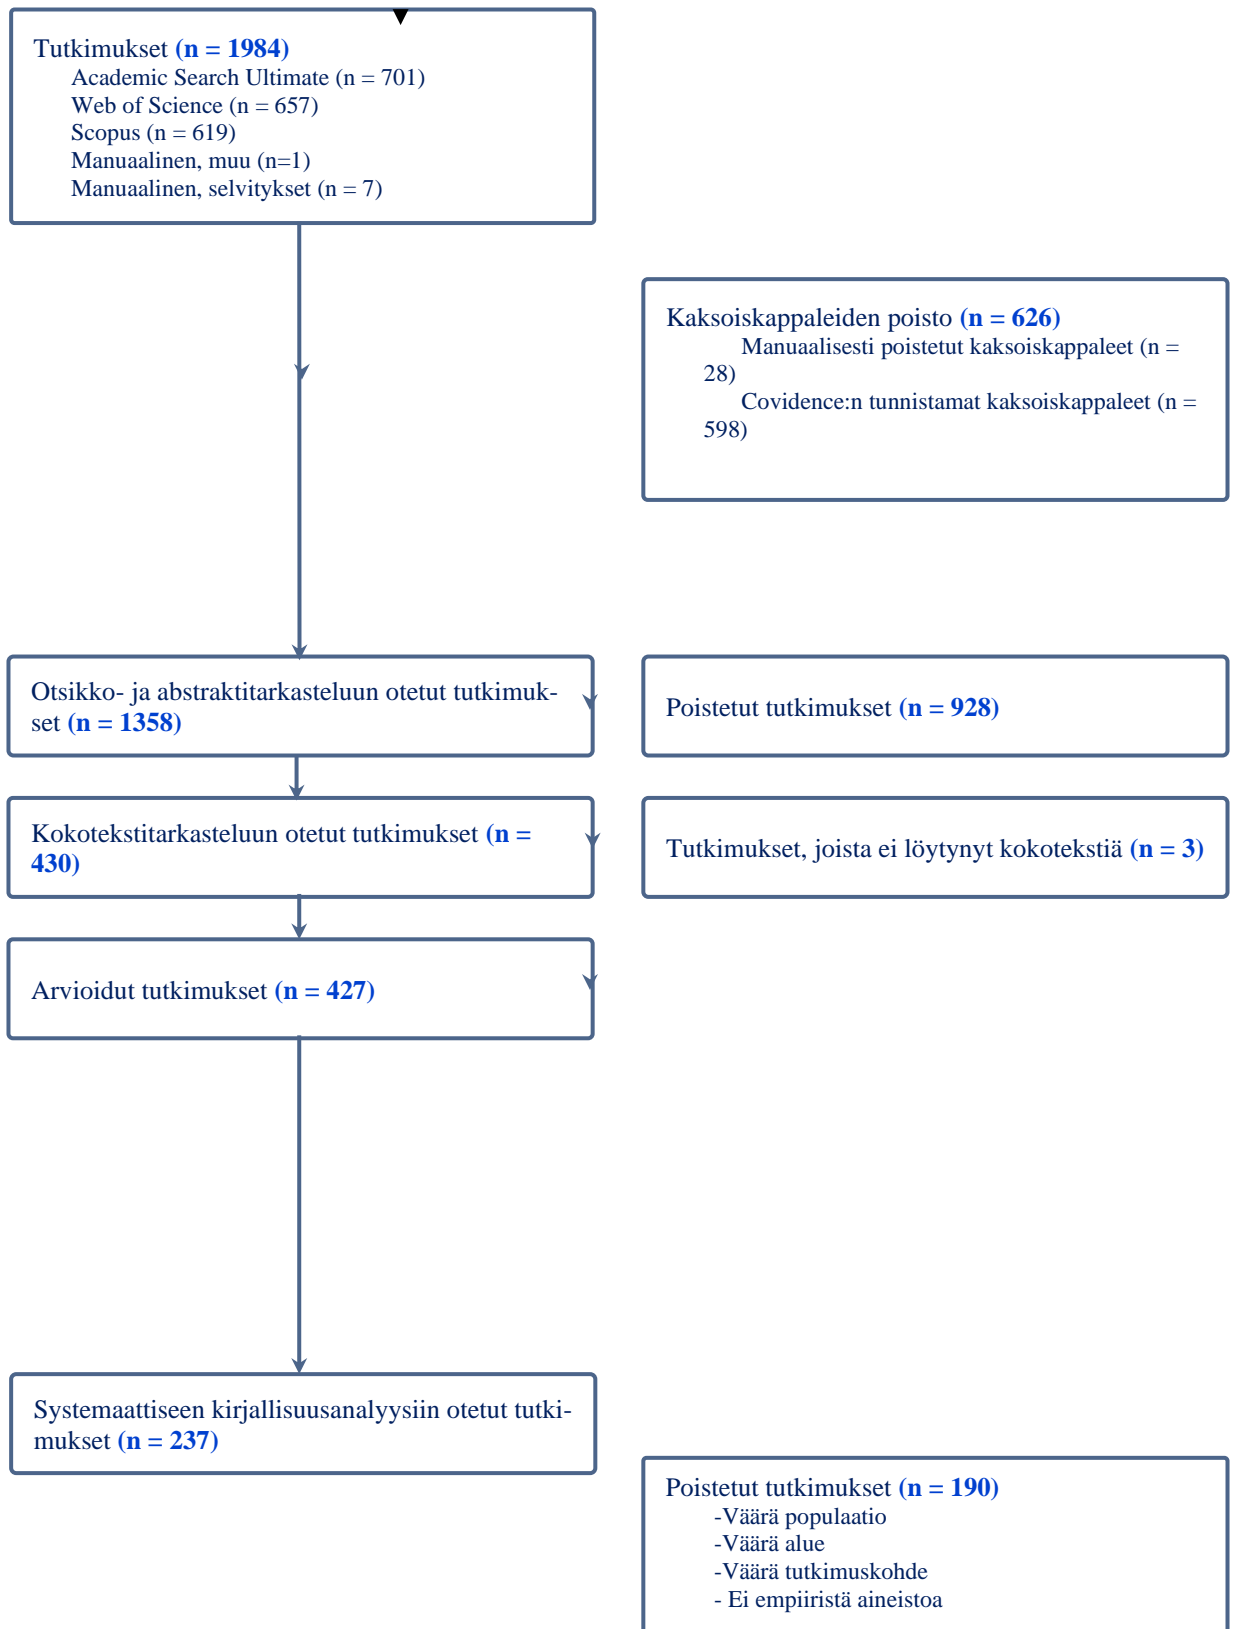 Tutkimukset (n = 1984)
Academic Search Ultimate (n = 701)
Web of Science (n = 657)
Scopus (n = 619)
Manuaalinen, muu (n=1)
Manuaalinen, selvitykset (n = 7)
Kaksoiskappaleiden poisto (n = 626)
Manuaalisesti poistetut kaksoiskappaleet (n =
28)
Covidence:n tunnistamat kaksoiskappaleet (n =
598)
Otsikko- ja abstraktitarkasteluun otetut tutkimuk-
set (n = 1358)
Poistetut tutkimukset (n = 928)
Kokotekstitarkasteluun otetut tutkimukset (n =
430)
Tutkimukset, joista ei löytynyt kokotekstiä (n = 3)
Arvioidut tutkimukset (n = 427)
Systemaattiseen kirjallisuusanalyysiin otetut tutki-
mukset (n = 237)
Poistetut tutkimukset (n = 190)
-Väärä populaatio
-Väärä alue
-Väärä tutkimuskohde
- Ei empiiristä aineistoa